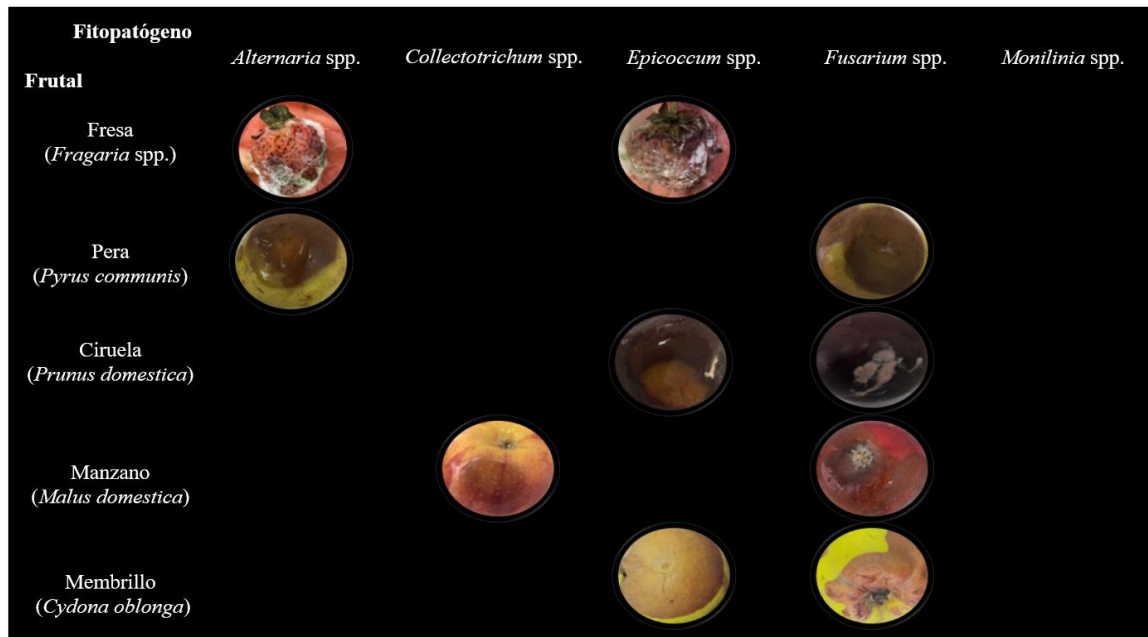 Fitopatógeno
Alternaria spp.
Collectotrichum spp.
Epicoccum spp.
Fusarium spp.
Monilinia spp.
Frutal
Fresa
(Fragaria spp.)
Pera
(Pyrus communis)
Ciruela
(Prunus domestica)
Manzano
(Malus domestica)
Membrillo
(Cydona oblonga)